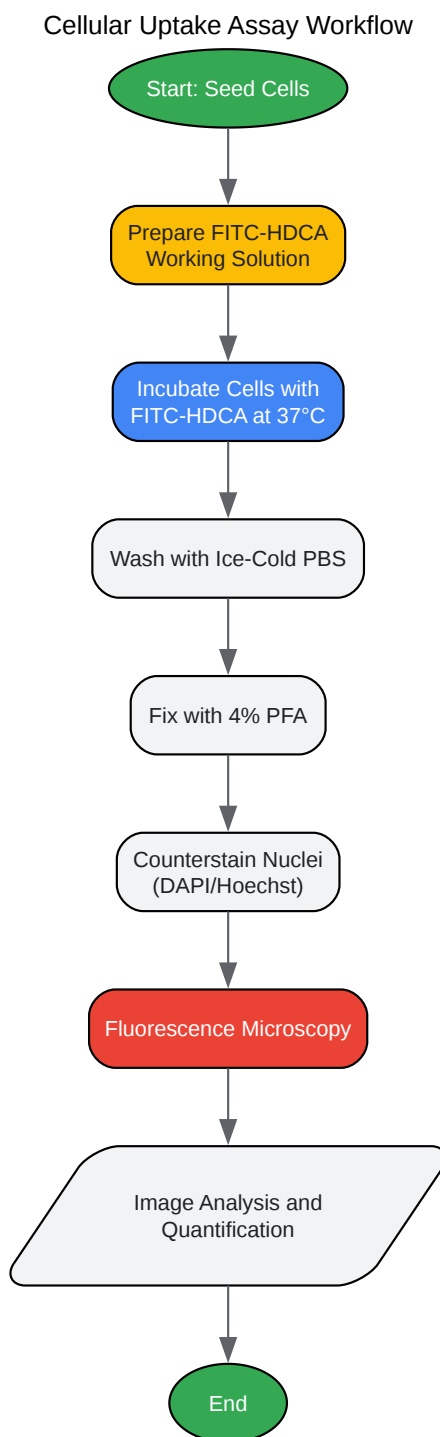 Cellular Uptake Assay Workflow
Start: Seed Cells
Prepare FITC-HDCA
Working Solution
Incubate Cells with
FITC-HDCA at 37°C
Wash with Ice-Cold PBS
Fix with 4% PFA
Counterstain Nuclei
(DAPI/Hoechst)
Fluorescence Microscopy
Image Analysis and
Quantification
End